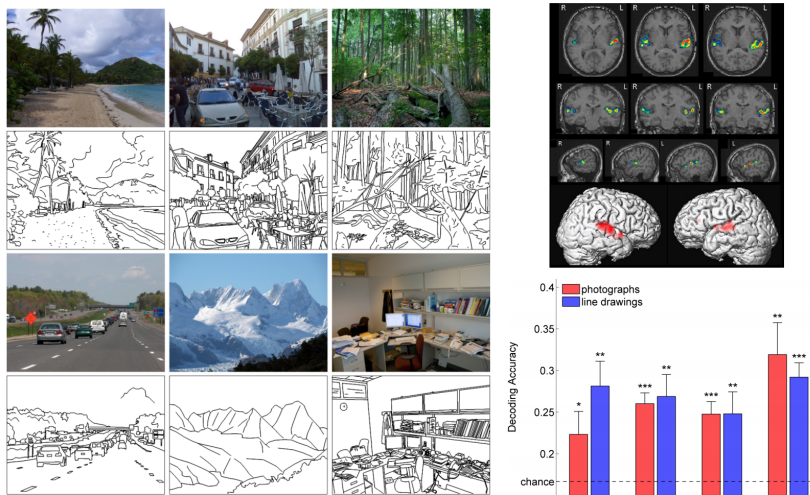 R L
R L
R L
R L
R L
R L
R
R
L
L
photographs
line drawings
Decoding Accuracy
0.4
0.35
0.3
0.25
0.2
chance
*
**
***
**
***
**
**
***